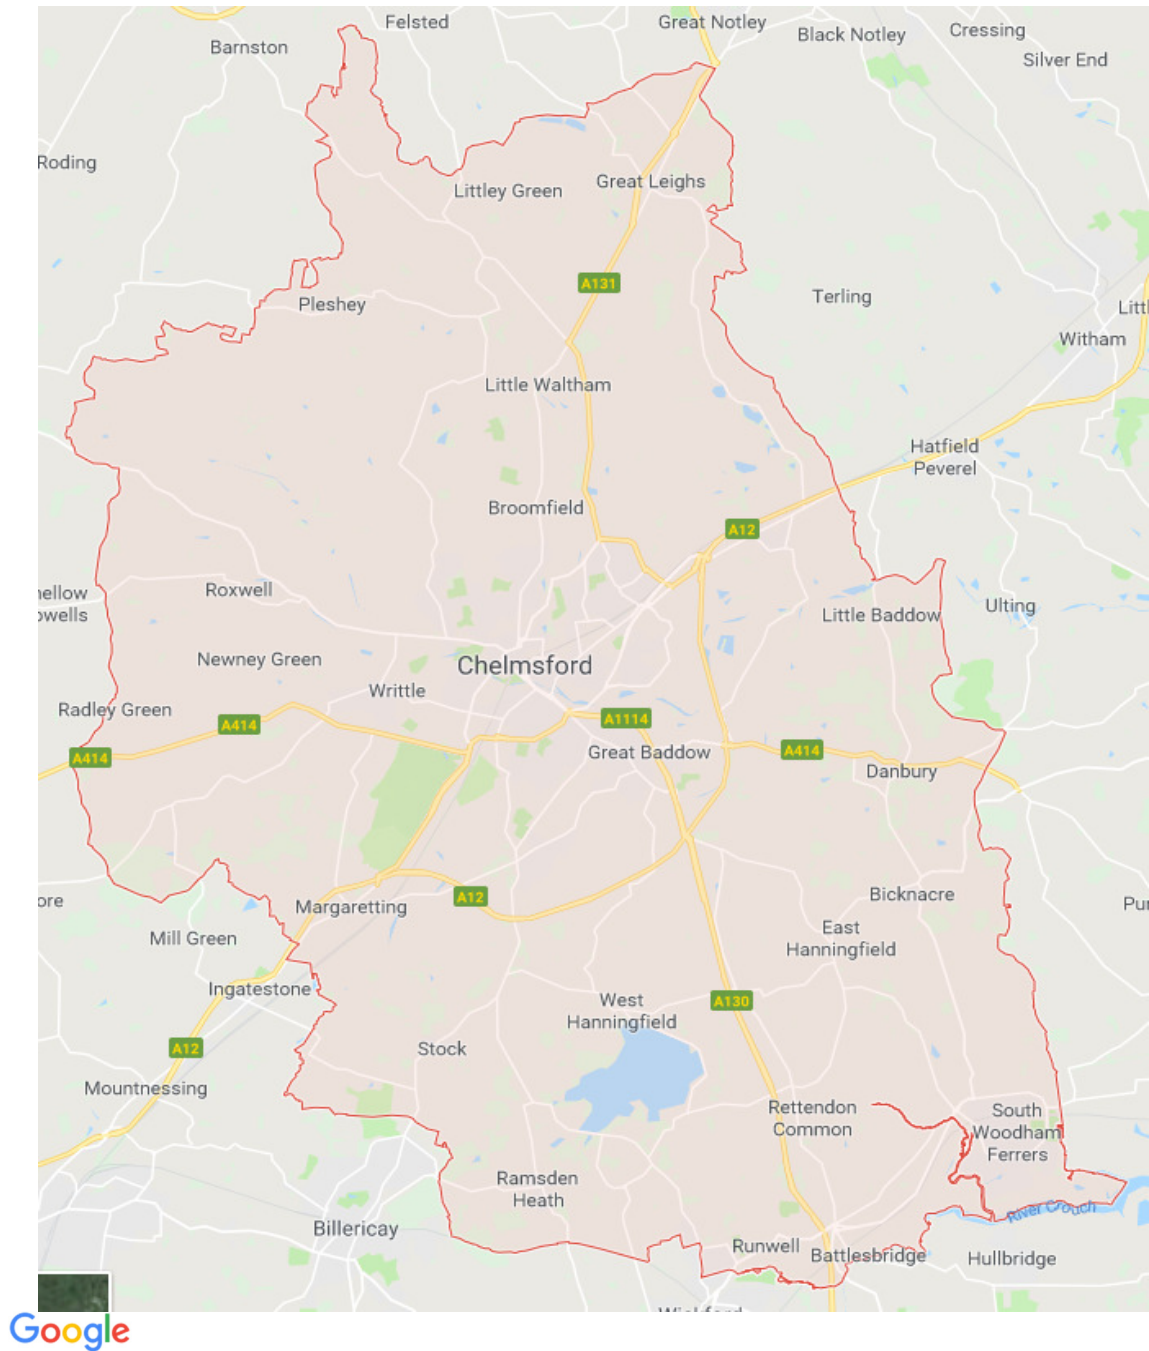 Felsted
Great Notley
Barnston
Black Notley
Cressing
Silver End
Roding
Littley Green
Great Leighs
A131
Terling
Pleshey
Witham
Little Waltham
Hatfield
Peverel
Broomfield
A12
Roxwell
Ulting
Little Baddow
Newney Green
Chelmsford
Writtle
Radley Green
A414
A1114
A414
Great Baddow
A414
Danbury
Bicknacre
A12
Margaretting
East
Hanningfield
Mill Green
Ingatestone
West
Hanningfield
A130
A12
Stock
Mountnessing
Rettendon
Common
South
Woodham
Ferrers
Ramsden
Heath
River Crouch
Billericay
Runwell
Battlesbridge
Hullbridge
Google